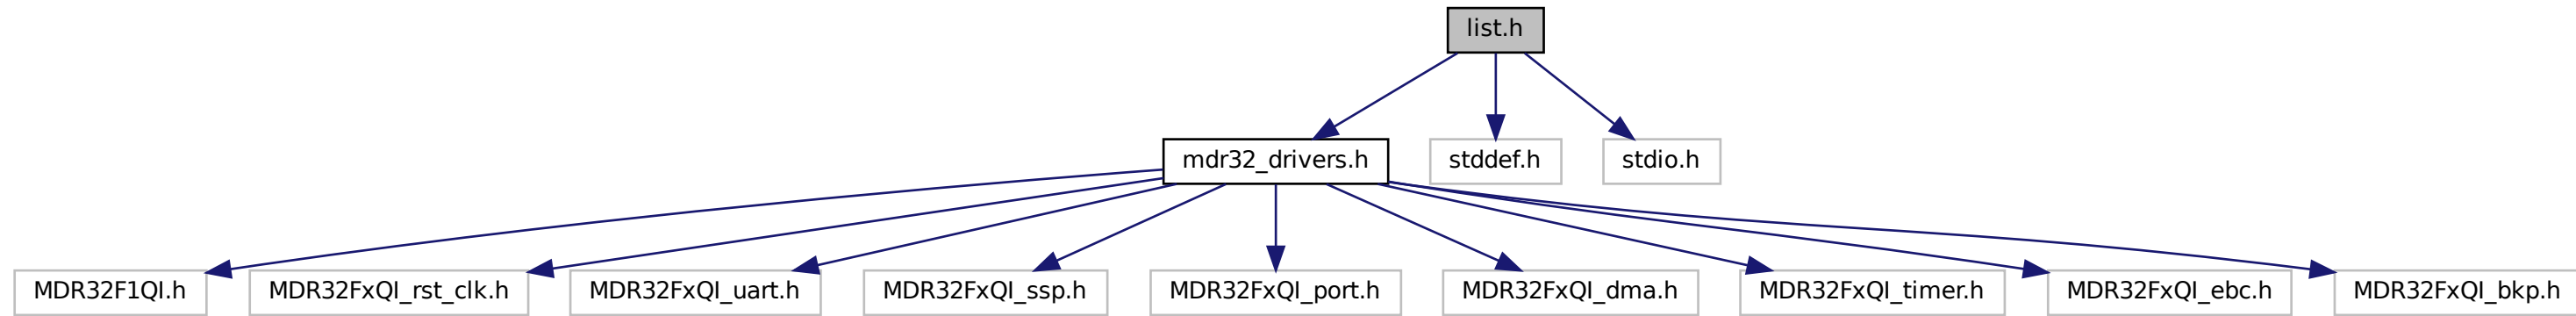 list.h
mdr32_drivers.h
stddef.h
stdio.h
MDR32F1QI.h
MDR32FxQI_rst_clk.h
MDR32FxQI_uart.h
MDR32FxQI_ssp.h
MDR32FxQI_port.h
MDR32FxQI_dma.h
MDR32FxQI_timer.h
MDR32FxQI_ebc.h
MDR32FxQI_bkp.h